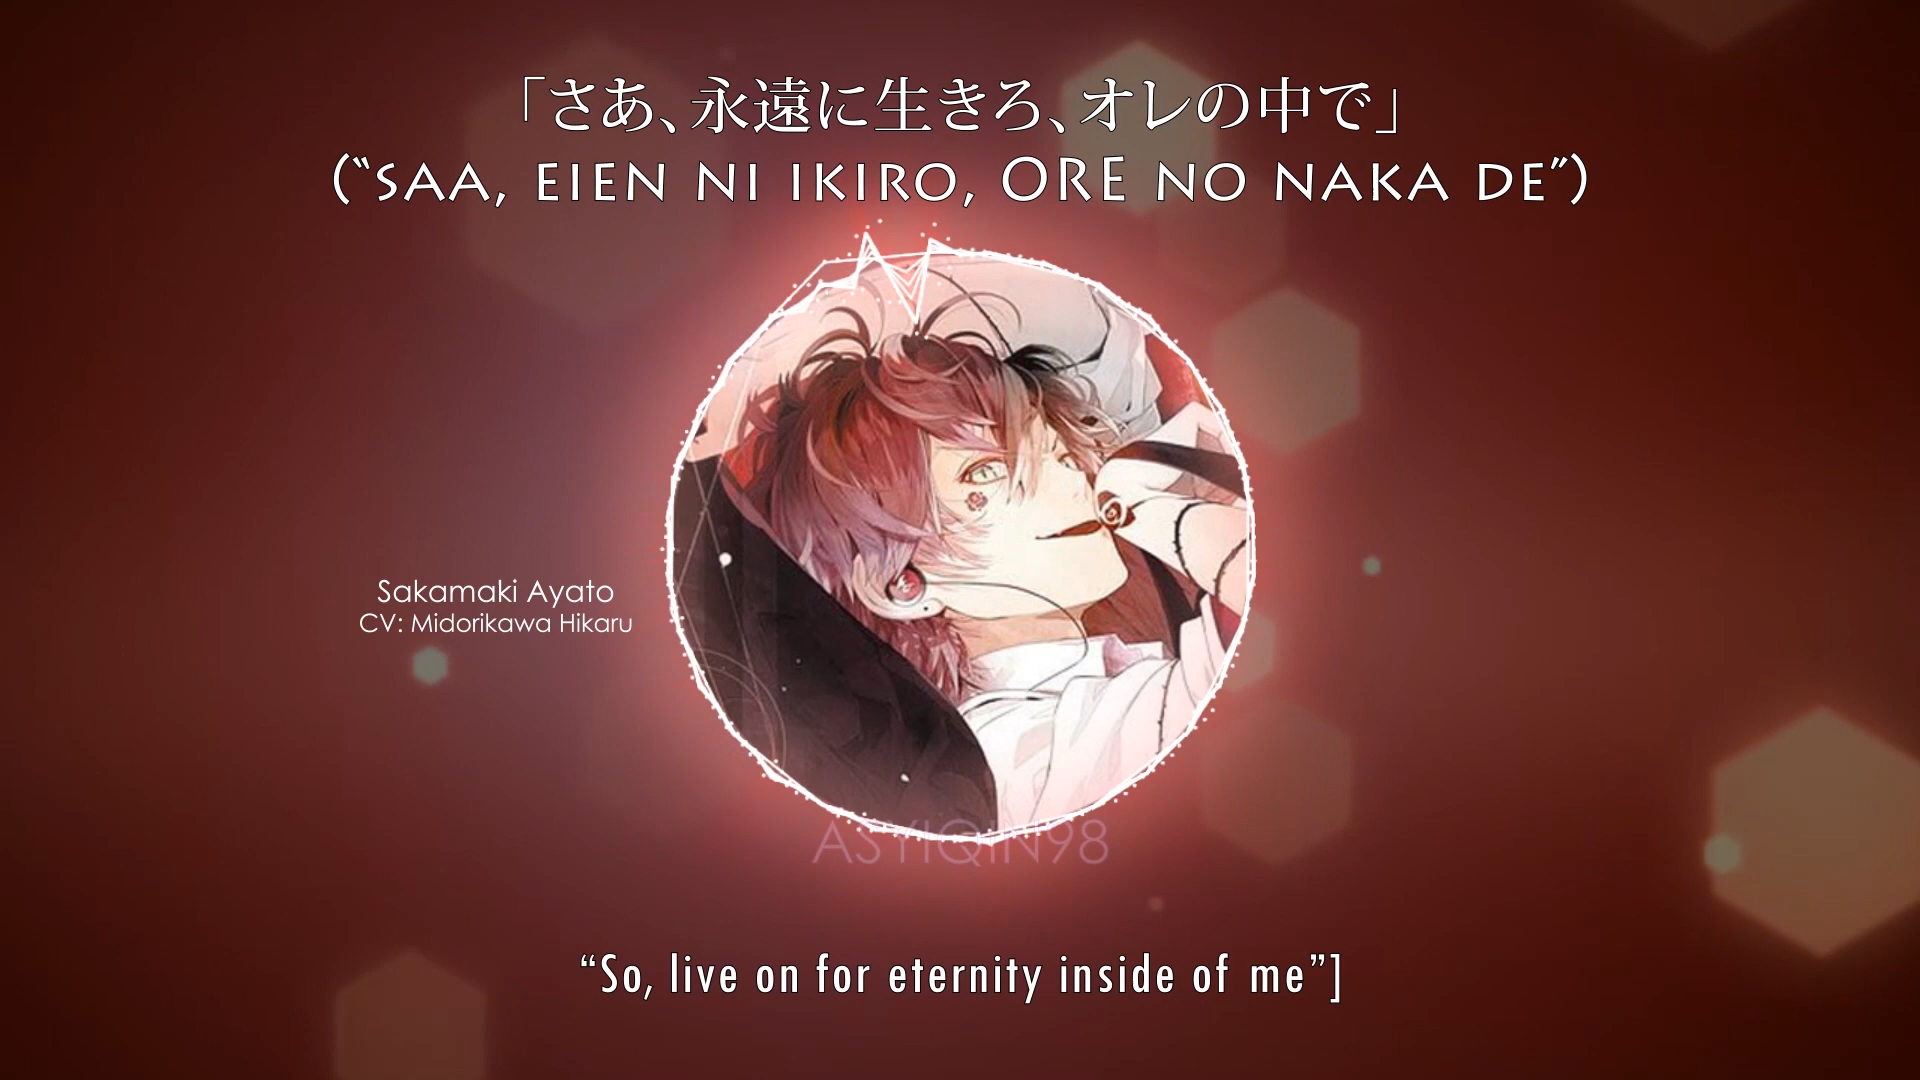 「さあ、永遠に生きろ、オレの中で」
(“SAA, EIEN NI IKIRO, ORE NO NAKA DE”)
Sakamaki Ayato
CV: Midorikawa Hikaru
ASYIQIN98
“So, live on for eternity inside of me”]